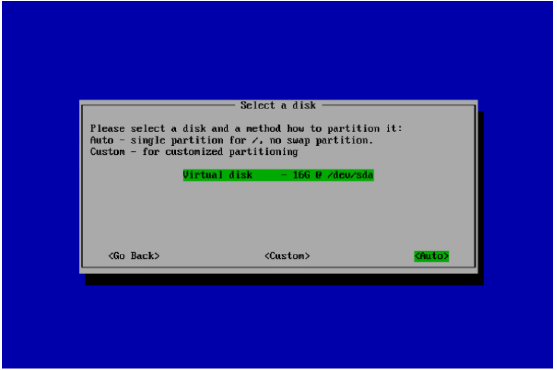 Select a disk
Please select a disk and a method how to partition it:
Auto - single partition for /, no swap partition.
Custom - for customized partitioning
Virtual disk    - 16G @ /dev/sda
<Go Back>    <Custom>    <Auto>